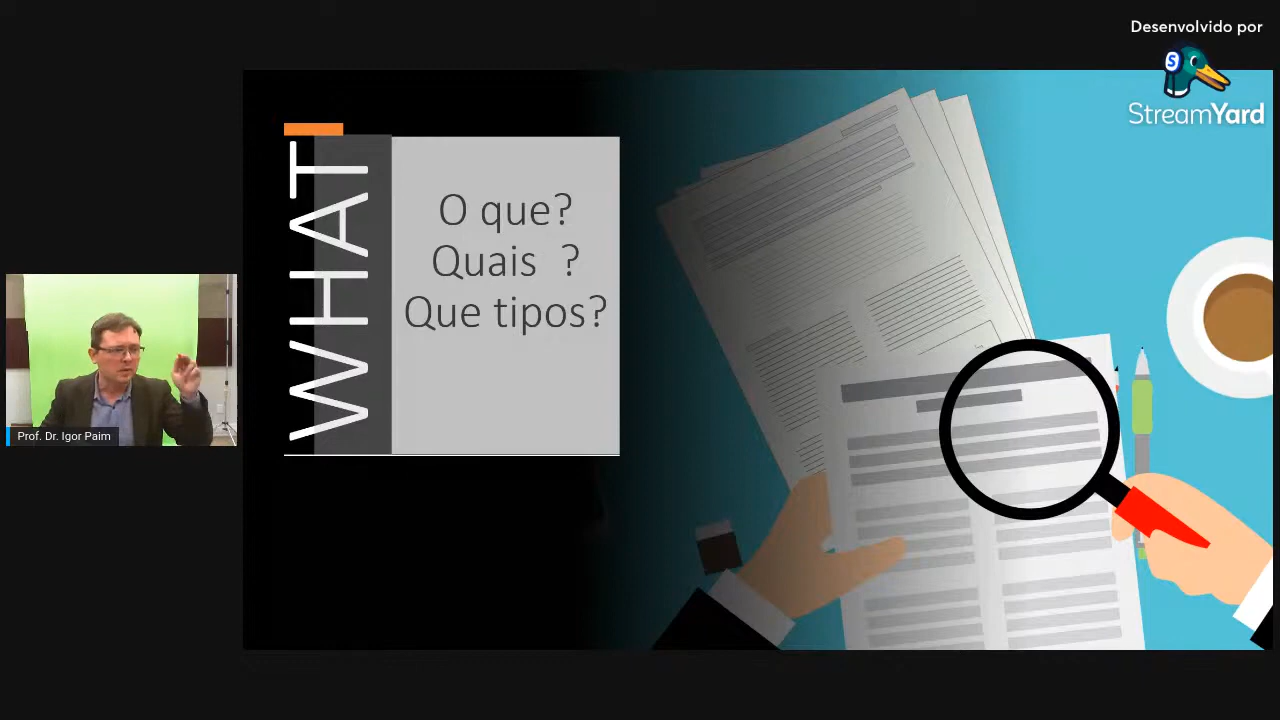 Desenvolvido por
StreamYard
WHAT
O que?
Quais ?
Que tipos?
Prof. Dr. Igor Paim